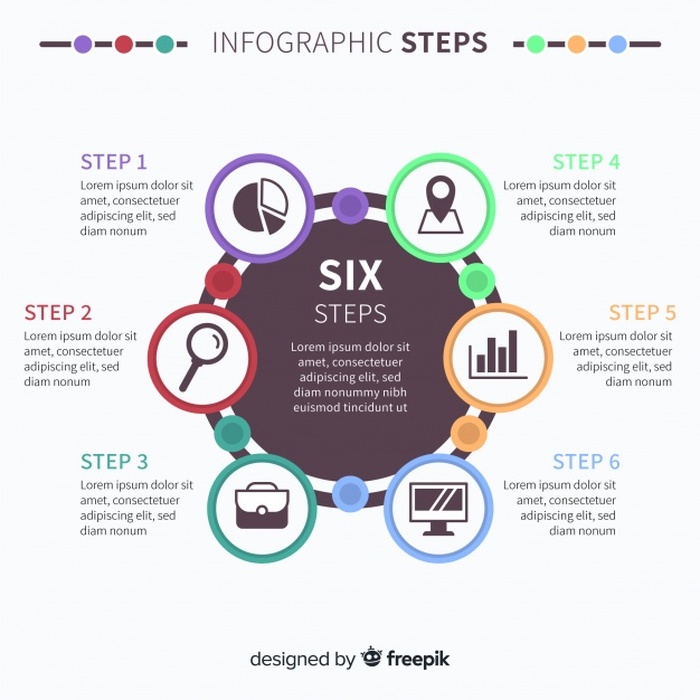 INFOGRAPHIC STEPS
STEP 1
Lorem ipsum dolor sit
amet, consectetuer
adipiscing elit, sed
diam nonum
STEP 2
Lorem ipsum dolor sit
amet, consectetuer
adipiscing elit, sed
diam nonum
STEP 3
Lorem ipsum dolor sit
amet, consectetuer
adipiscing elit, sed
diam nonum
SIX
STEPS
Lorem ipsum dolor sit
amet, consectetuer
adipiscing elit, sed
diam nonummy nibh
euismod tincidunt ut
STEP 4
Lorem ipsum dolor sit
amet, consectetuer
adipiscing elit, sed
diam nonum
STEP 5
Lorem ipsum dolor sit
amet, consectetuer
adipiscing elit, sed
diam nonum
STEP 6
Lorem ipsum dolor sit
amet, consectetuer
adipiscing elit, sed
diam nonum
designed by freepik